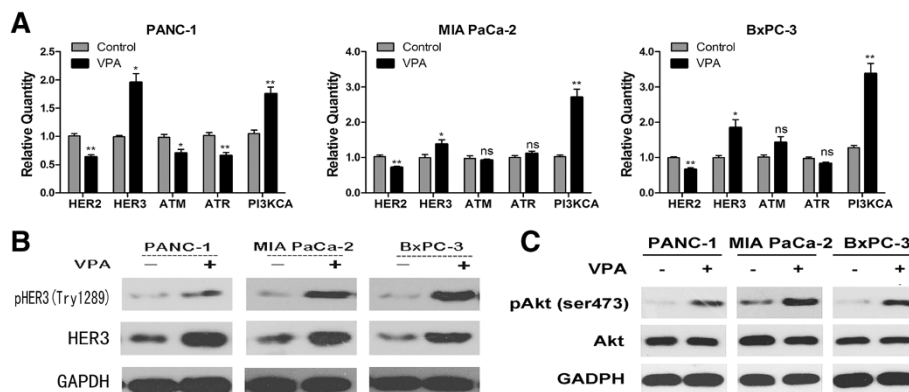 A
PANC-1
Relative Quantity
2.5
2.0
1.5
1.0
0.5
0.0
Control
VPA
**
*
*
**
**
HER2 HER3 ATM ATR PI3KCA
MIA PaCa-2
Relative Quantity
4.0
3.0
2.0
1.0
0.0
Control
VPA
**
*
ns
ns
**
HER2 HER3 ATM ATR PI3KCA
BxPC-3
Relative Quantity
4.0
3.0
2.0
1.0
0.0
Control
VPA
**
*
ns
ns
**
HER2 HER3 ATM ATR PI3KCA
B
PANC-1 MIA PaCa-2 BxPC-3
VPA — + — + — +
pHER3(Try1289)
HER3
GAPDH
C
PANC-1 MIA PaCa-2 BxPC-3
VPA - + - + - +
pAkt (ser473)
Akt
GADPH